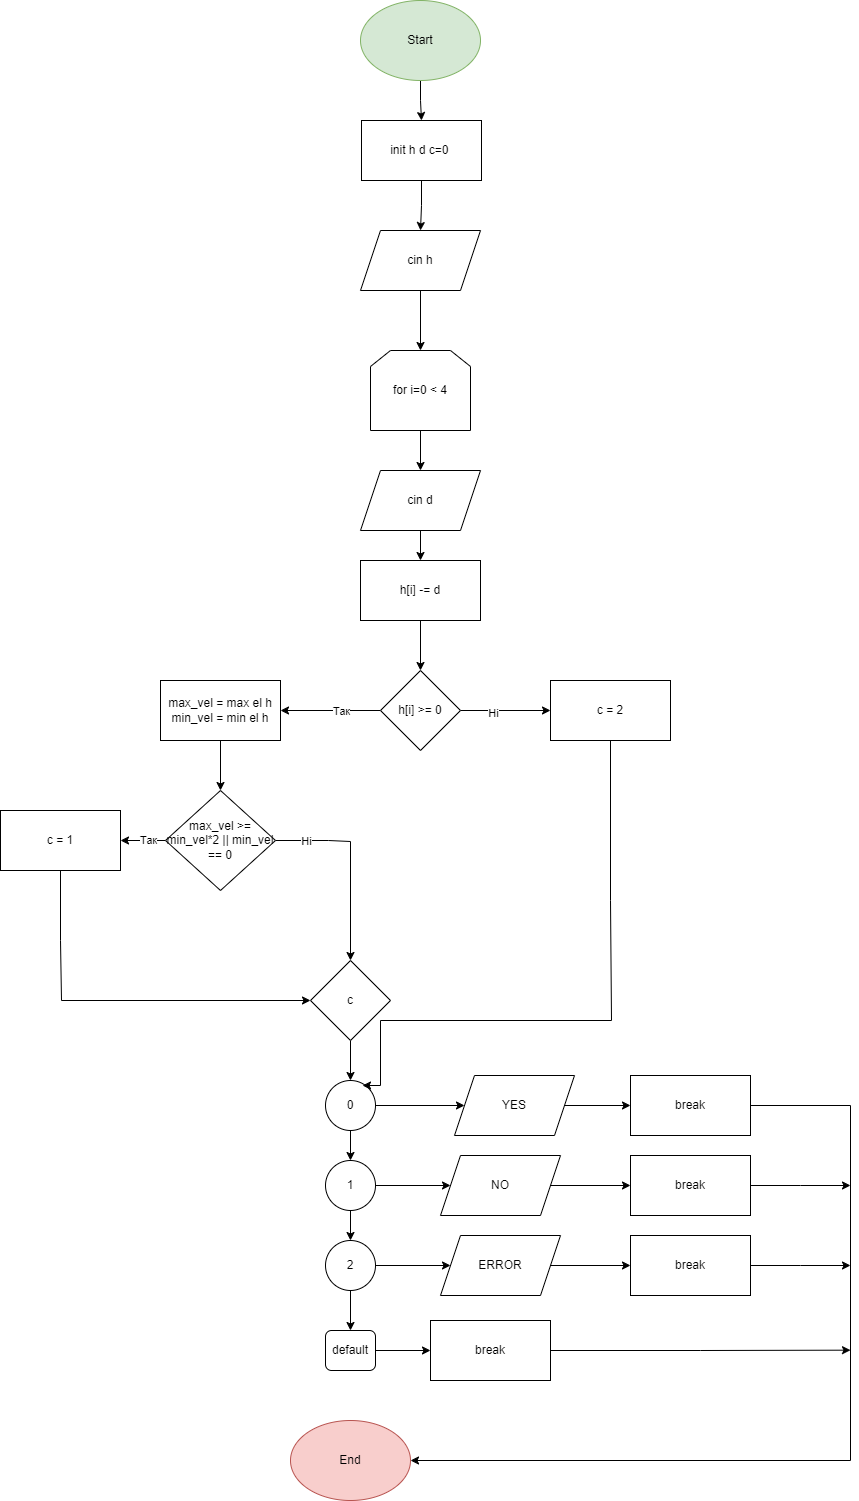 Start
init h d c=0
cin h
for i=0 < 4
cin d
h[i] -= d
h[i] >= 0
Так
Ні
max_vel = max el h
min_vel = min el h
c = 2
max_vel >=
min_vel*2 || min_vel
== 0
Так
Ні
c = 1
c
0
YES
break
1
NO
break
2
ERROR
break
default
break
End